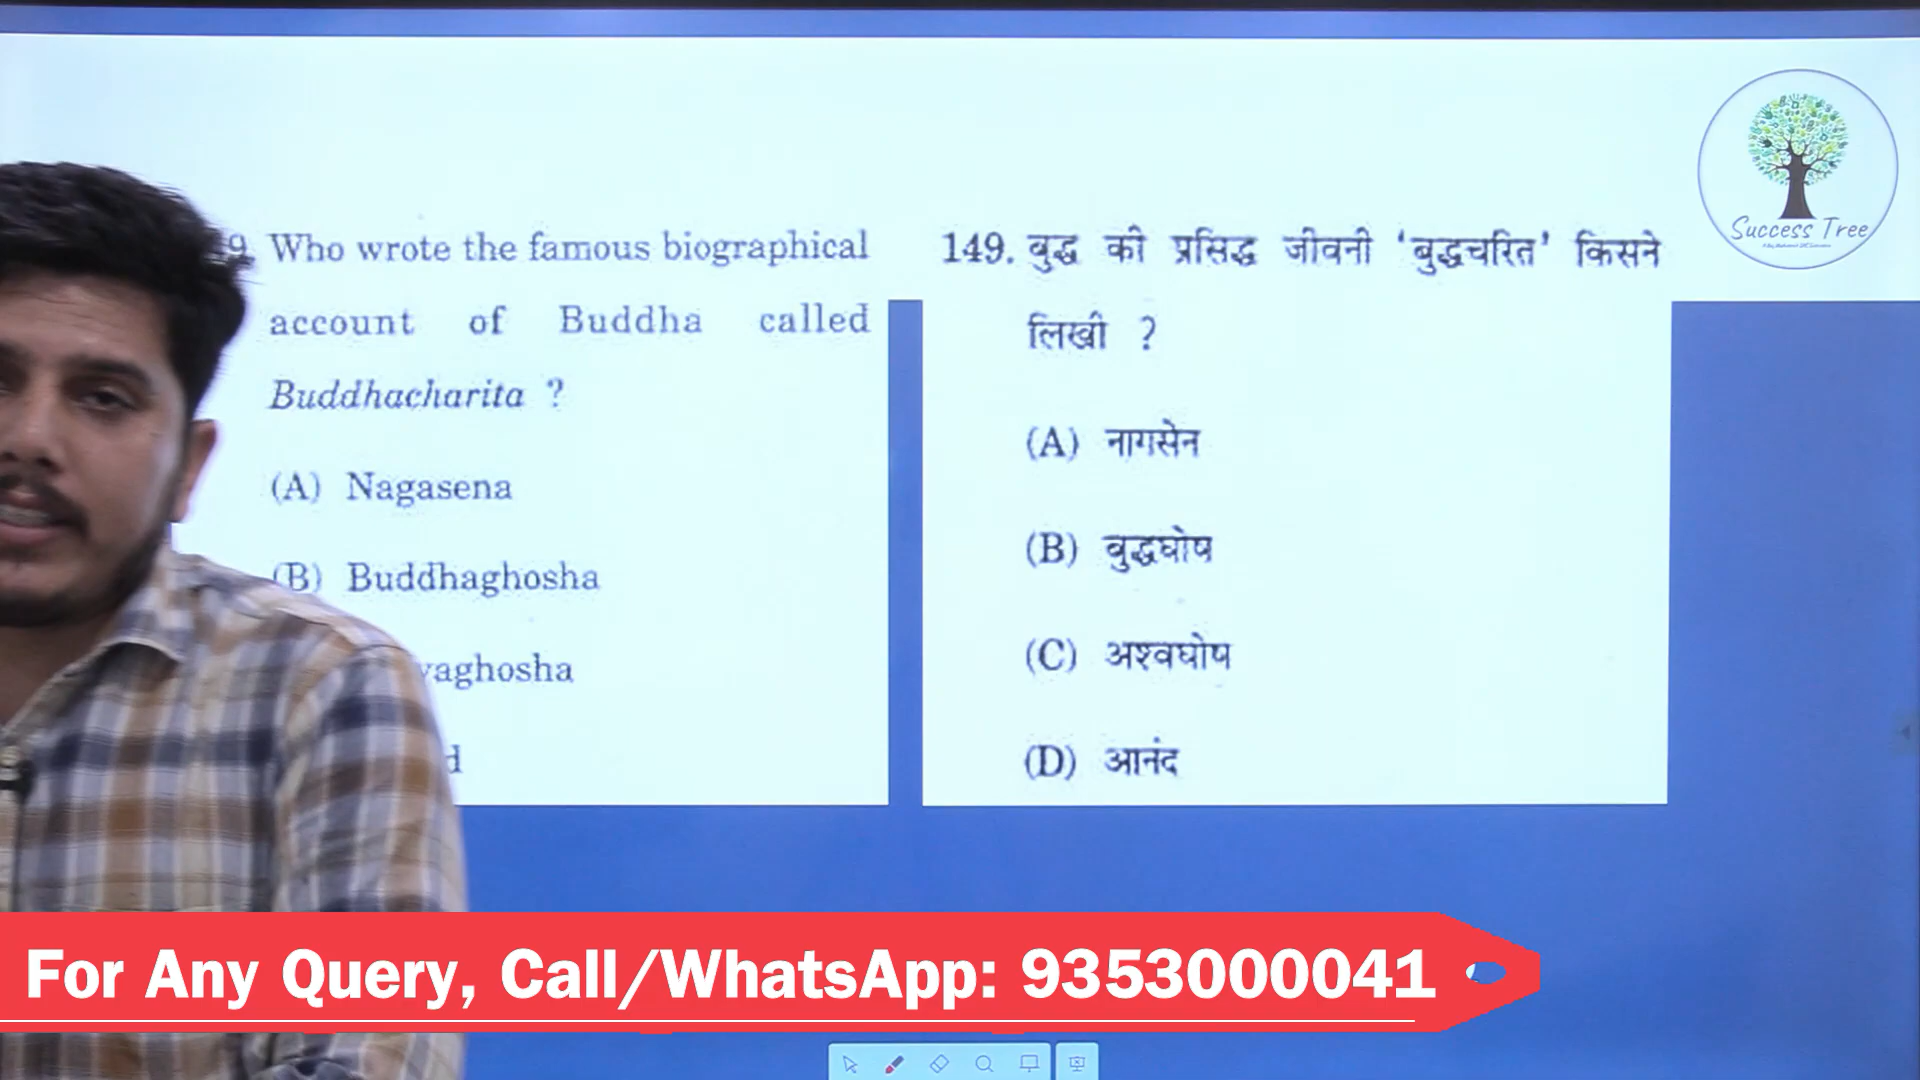 9. Who wrote the famous biographical
account of Buddha called
Buddhacharita ?
(A) Nagasena
(B) Buddhaghosha
vaghosha
d
149. बुद्ध की प्रसिद्ध जीवनी ‘बुद्धचरित’ किसने
लिखी ?
(A) नागसेन
(B) बुद्धघोष
(C) अश्वघोष
(D) आनंद
Success Tree
For Any Query, Call/WhatsApp: 9353000041